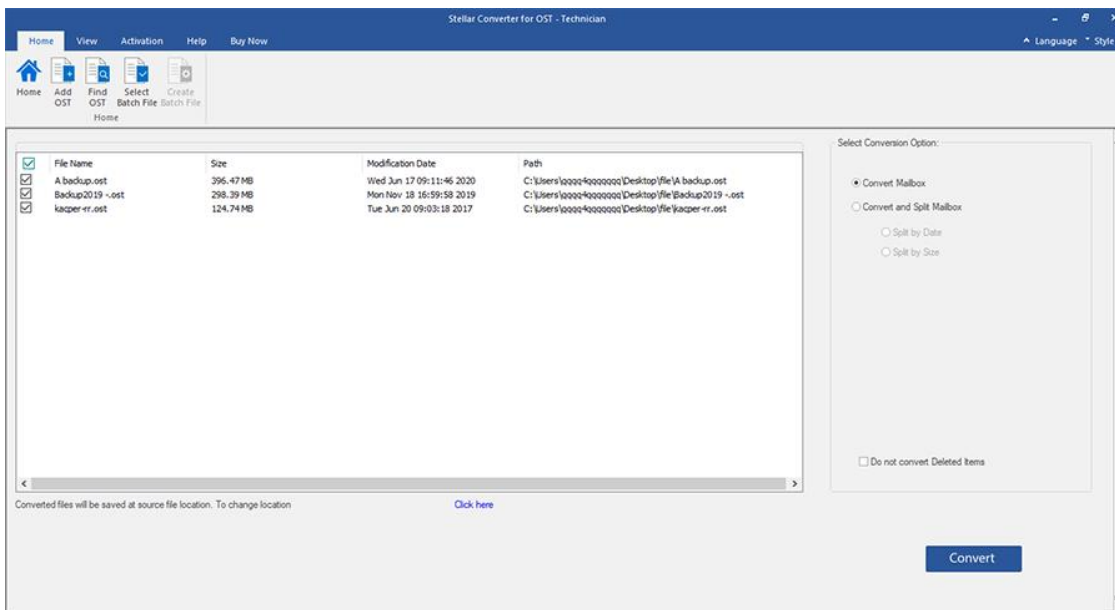 Stellar Converter for OST - Technician
Home View Activation Help Buy Now Language Style
Home Add OST Find OST Select Batch File Create Batch File
Home
Select Conversion Option:
File Name Size Modification Date Path
A backup.ost 396.47 MB Wed Jun 17 09:11:46 2020 C:\Users\qqqq4qqqqqqq\Desktop\file\A backup.ost
Backup2019 -.ost 298.39 MB Mon Nov 18 16:59:58 2019 C:\Users\qqqq4qqqqqqq\Desktop\file\Backup2019 -.ost
kacper-rr.ost 124.74 MB Tue Jun 20 09:03:18 2017 C:\Users\qqqq4qqqqqqq\Desktop\file\kacper-rr.ost
Convert Mailbox
Convert and Split Mailbox
Split by Date
Split by Size
Do not convert Deleted Items
Converted files will be saved at source file location. To change location Click here
Convert